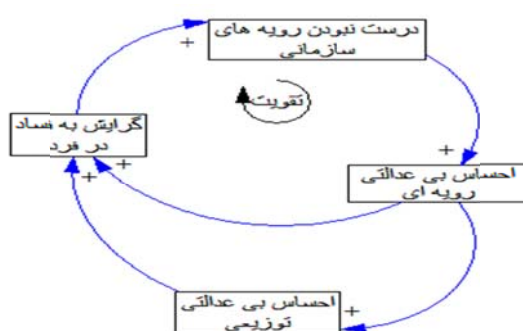 درست نبودن رویه های
سازمانی
+
تقویت
گرایش به فساد
در فرد
+
+
+
احساس بی عدالتی
رویه ای
احساس بی عدالتی
توزیعی
+